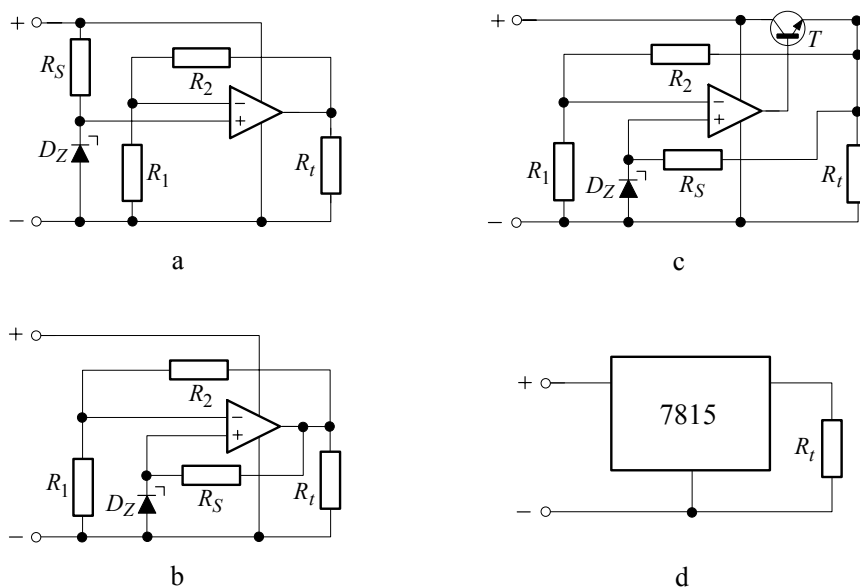 +
R_S
R_2
−
+
D_Z
R_1
R_t
−
a
+
T
R_2
−
+
R_1
D_Z
R_S
R_t
−
c
+
R_2
−
+
R_1
D_Z
R_S
R_t
−
b
+
7815
R_t
−
d